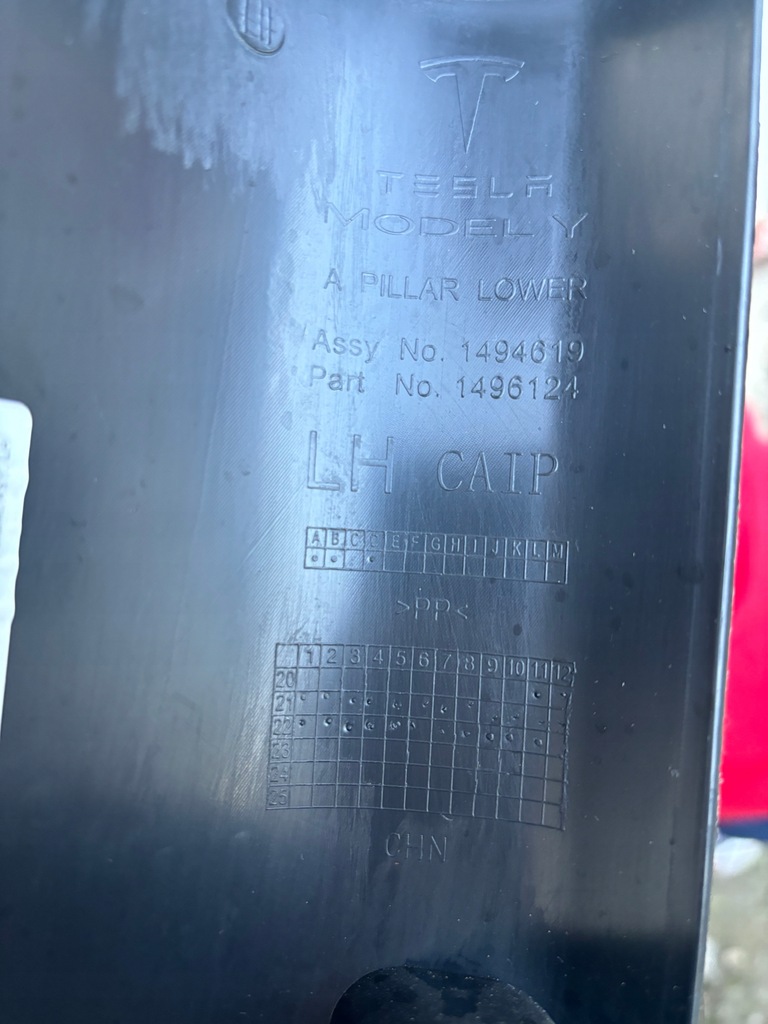 TESLA
MODEL Y
A PILLAR LOWER
Assy No. 1494619
Part No. 1496124
LH CAIP
A B C D E F G H I J K L M
>PP<
1 2 3 4 5 6 7 8 9 10 11 12
20
21
22
23
24
25
CHN